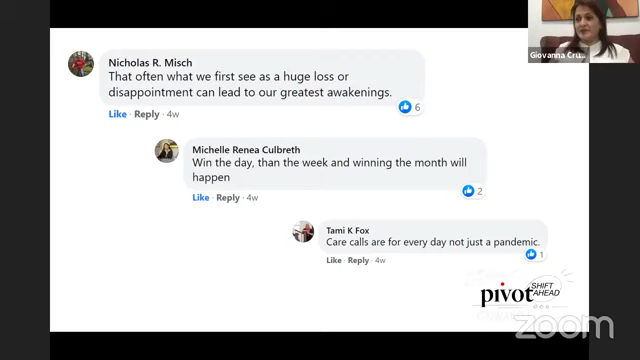 Giovanna Cru...
Nicholas R. Misch
That often what we first see as a huge loss or
disappointment can lead to our greatest awakenings.
6
Like · Reply · 4w
Michelle Renea Culbreth
Win the day, than the week and winning the month will
happen
2
Like · Reply · 4w
Tami K Fox
Care calls are for every day not just a pandemic.
1
Like · Reply · 4w
pivot SHIFT
AHEAD
zoom